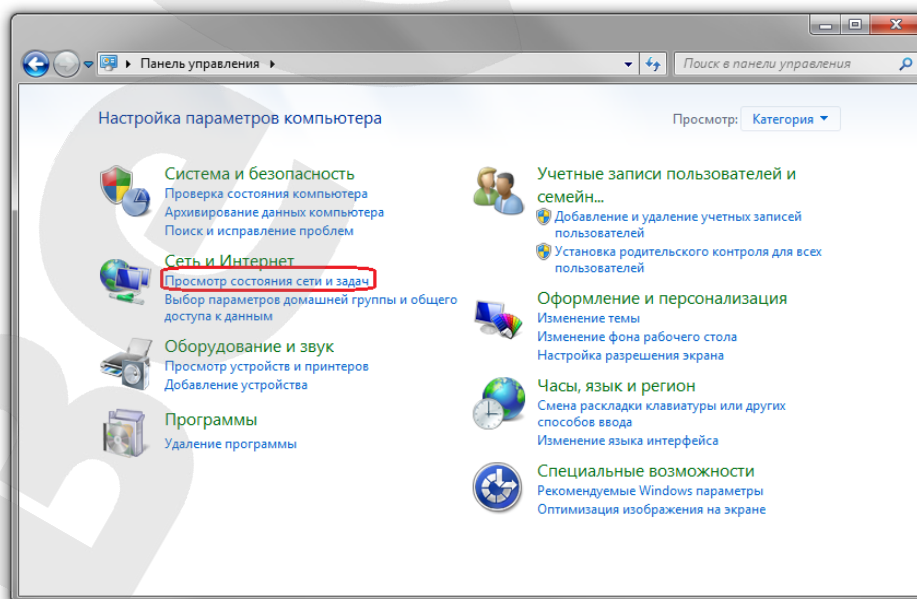 Панель управления
Поиск в панели управления
Настройка параметров компьютера
Просмотр: Категория
Система и безопасность
Проверка состояния компьютера
Архивирование данных компьютера
Поиск и исправление проблем
Сеть и Интернет
Просмотр состояния сети и задач
Выбор параметров домашней группы и общего
доступа к данным
Оборудование и звук
Просмотр устройств и принтеров
Добавление устройства
Программы
Удаление программы
Учетные записи пользователей и
семейн...
Добавление и удаление учетных записей
пользователей
Установка родительского контроля для всех
пользователей
Оформление и персонализация
Изменение темы
Изменение фона рабочего стола
Настройка разрешения экрана
Часы, язык и регион
Смена раскладки клавиатуры или других
способов ввода
Изменение языка интерфейса
Специальные возможности
Рекомендуемые Windows параметры
Оптимизация изображения на экране